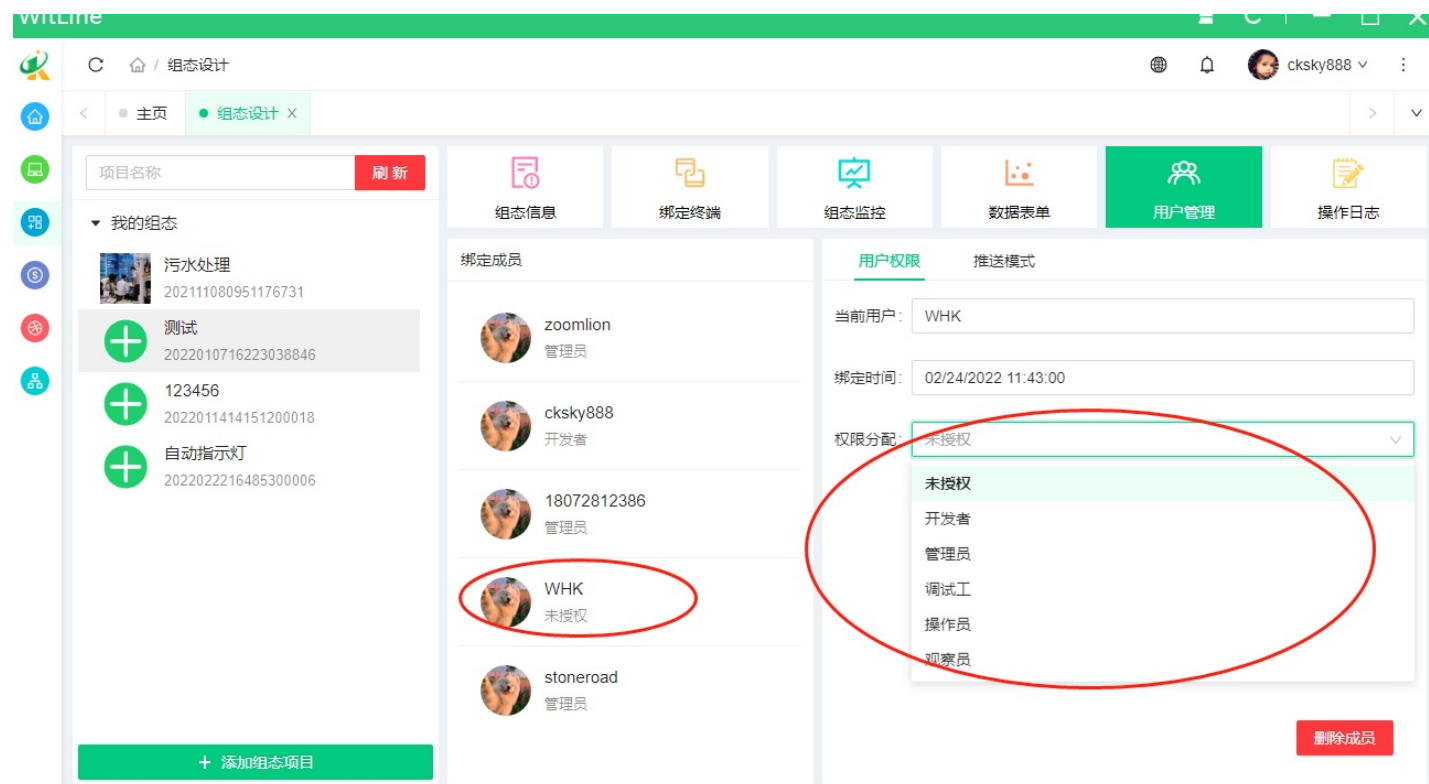 WitLine
组态设计
cksky888
主页
组态设计
项目名称
刷新
我的组态
污水处理
202111080951176731
测试
2022010716223038846
123456
2022011414151200018
自动指示灯
2022022216485300006
添加组态项目
组态信息
绑定终端
组态监控
数据表单
用户管理
操作日志
绑定成员
zoomlion
管理员
cksky888
开发者
18072812386
管理员
WHK
未授权
stoneroad
管理员
用户权限
推送模式
当前用户:
WHK
绑定时间:
02/24/2022 11:43:00
权限分配:
未授权
未授权
开发者
管理员
调试工
操作员
观察员
删除成员